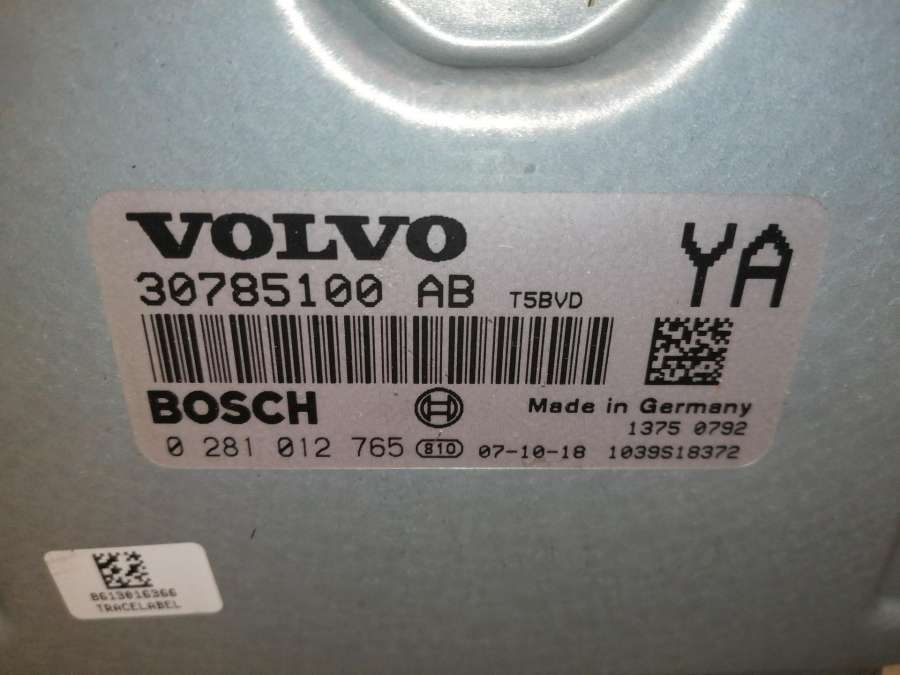 VOLVO
YA
30785100 AB T5BVD
BOSCH
Made in Germany
1375 0792
0 281 012 765 810 07-10-18 1039S18372
8613016366
TRACELABEL